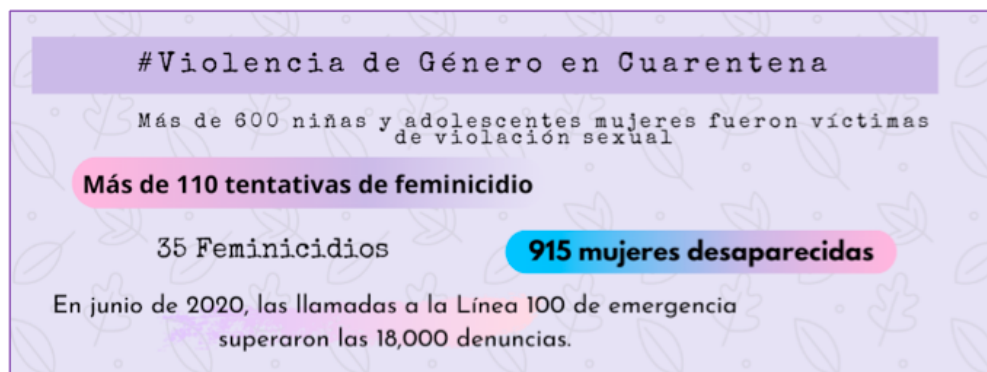 #Violencia de Género en Cuarentena
Más de 600 niñas y adolescentes mujeres fueron víctimas
de violación sexual
Más de 110 tentativas de feminicidio
35 Feminicidios
915 mujeres desaparecidas
En junio de 2020, las llamadas a la Línea 100 de emergencia
superaron las 18,000 denuncias.